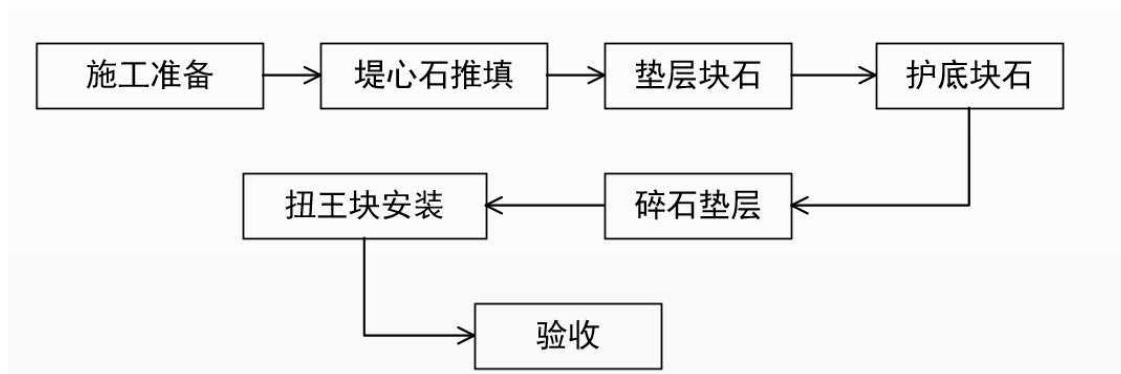 施工准备
堤心石推填
垫层块石
护底块石
碎石垫层
扭王块安装
验收